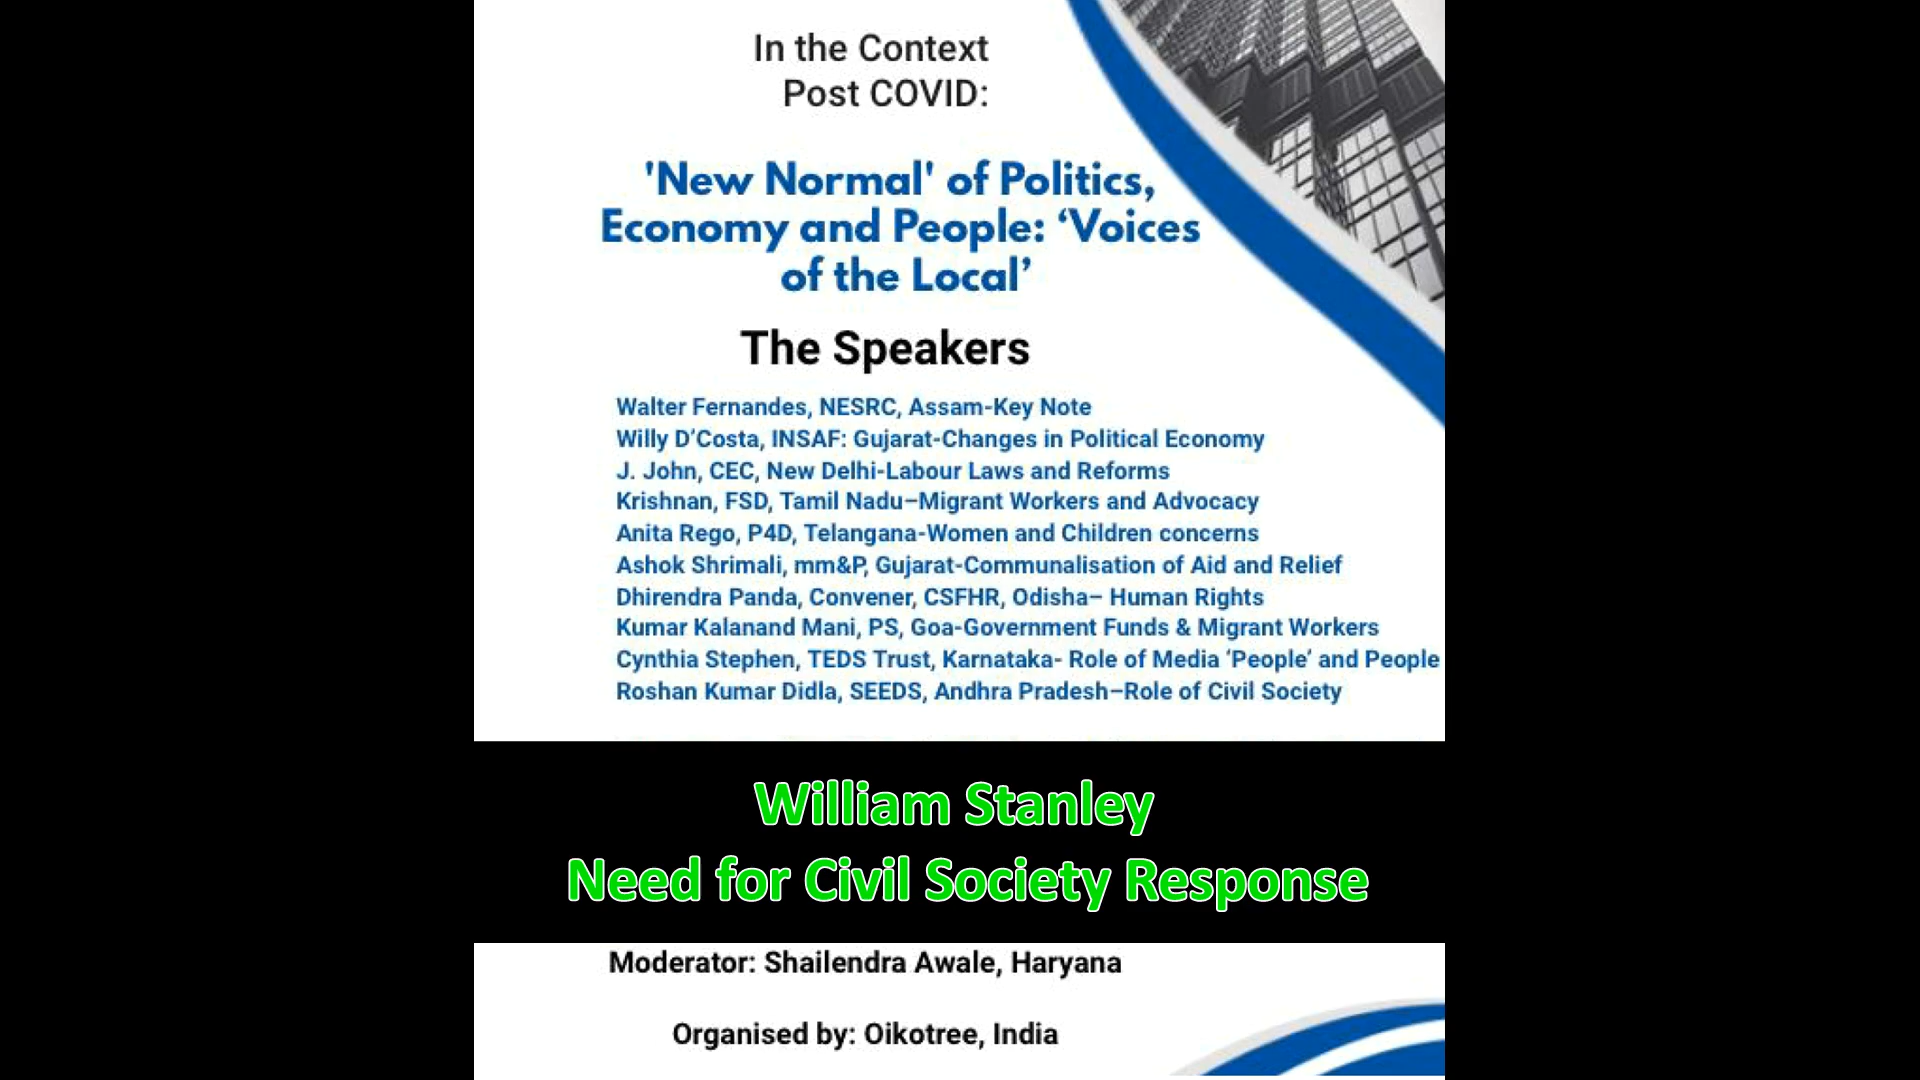 In the Context
Post COVID:
'New Normal' of Politics,
Economy and People: ‘Voices
of the Local’
The Speakers
Walter Fernandes, NESRC, Assam-Key Note
Willy D’Costa, INSAF: Gujarat-Changes in Political Economy
J. John, CEC, New Delhi-Labour Laws and Reforms
Krishnan, FSD, Tamil Nadu–Migrant Workers and Advocacy
Anita Rego, P4D, Telangana-Women and Children concerns
Ashok Shrimali, mm&P, Gujarat-Communalisation of Aid and Relief
Dhirendra Panda, Convener, CSFHR, Odisha– Human Rights
Kumar Kalanand Mani, PS, Goa-Government Funds & Migrant Workers
Cynthia Stephen, TEDS Trust, Karnataka- Role of Media ‘People’ and People
Roshan Kumar Didla, SEEDS, Andhra Pradesh–Role of Civil Society
William Stanley
Need for Civil Society Response
Moderator: Shailendra Awale, Haryana
Organised by: Oikotree, India